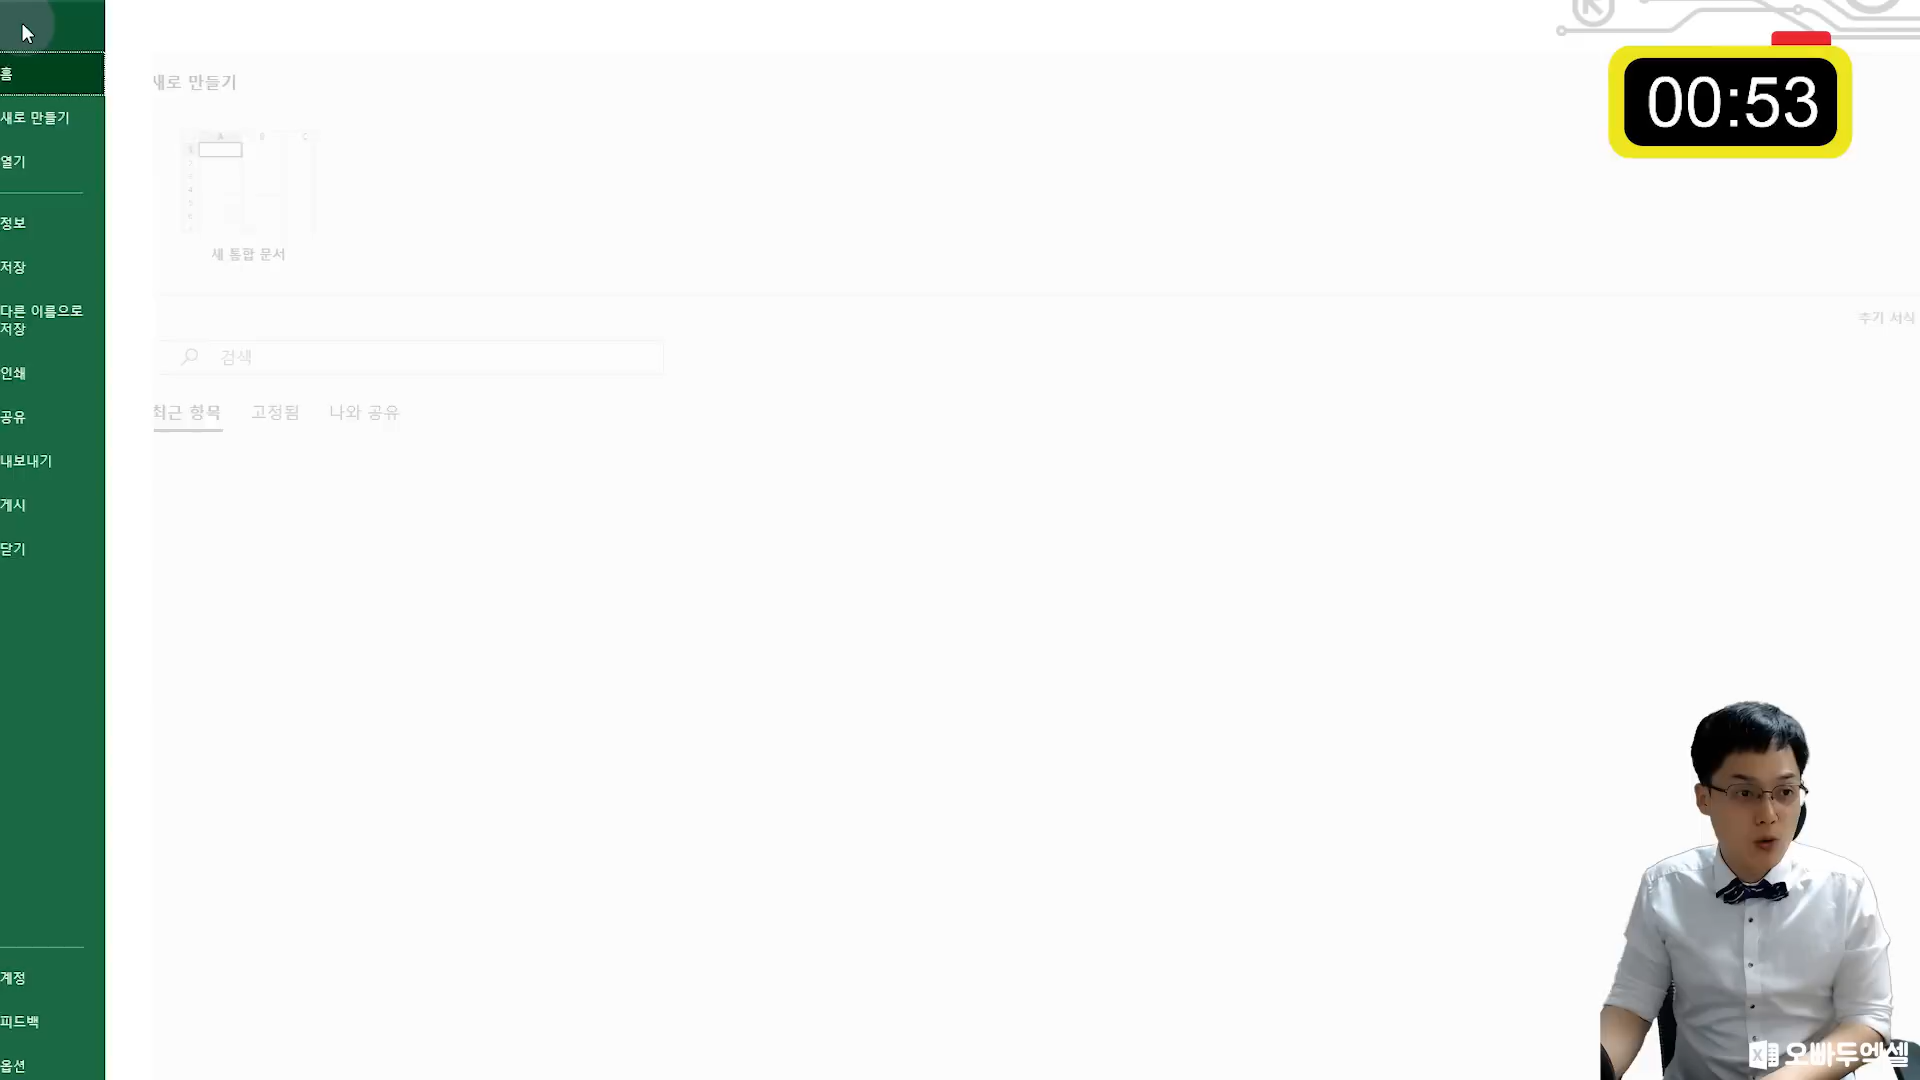 홈
새로 만들기
열기
정보
저장
다른 이름으로
저장
인쇄
공유
내보내기
게시
닫기
계정
피드백
옵션
새로 만들기
A B C
새 통합 문서
추가 서식
검색
최근 항목 고정됨 나와 공유
00:53
오빠두엑셀